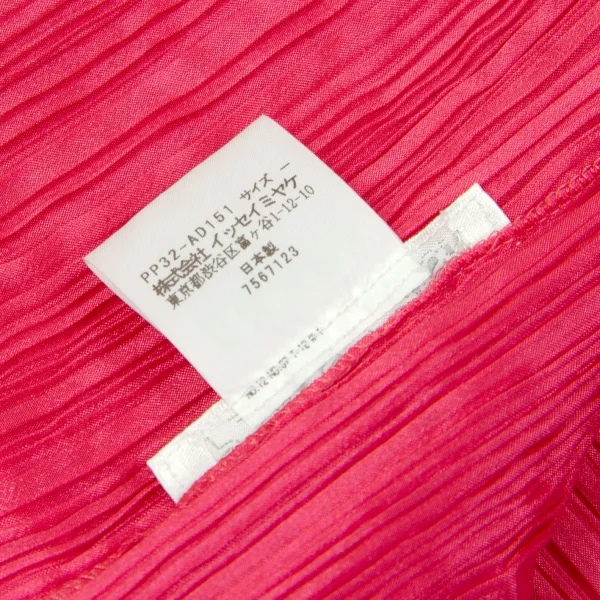 PP32-AD151 サイズ －
株式会社 イッセイミヤケ
東京都渋谷区富ヶ谷1-12-10
日本製
7567123